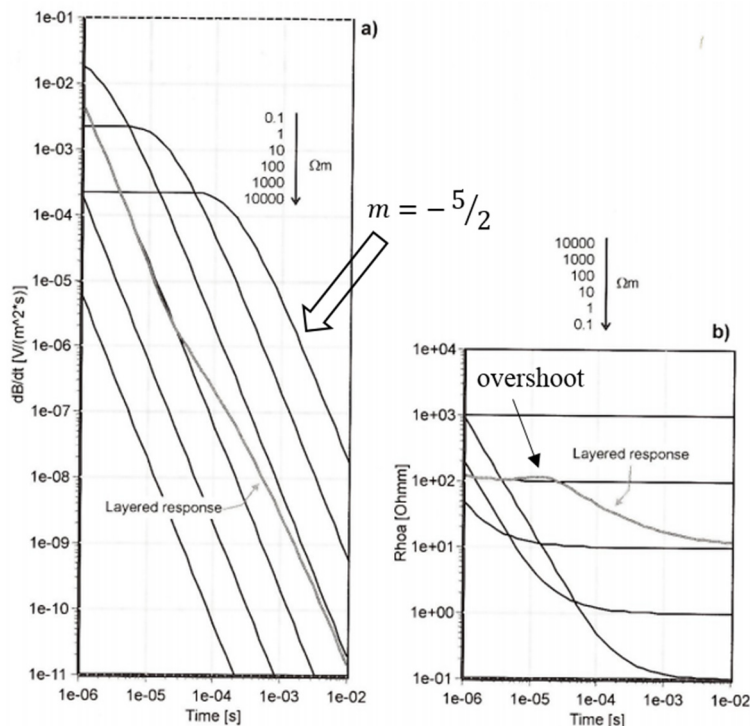 a)
1e-01
1e-02
1e-03
1e-04
1e-05
1e-06
1e-07
1e-08
1e-09
1e-10
1e-11
dB/dt [V/(m^2*s)]
0.1
1
10
100
1000
10000
Ωm
m = −5/2
Layered response
1e-06
1e-05
1e-04
1e-03
1e-02
Time [s]
10000
1000
100
10
1
0.1
Ωm
b)
1e+04
1e+03
1e+02
1e+01
1e+00
1e-01
Rhoa [Ohmm]
overshoot
Layered response
1e-06
1e-05
1e-04
1e-03
1e-02
Time [s]